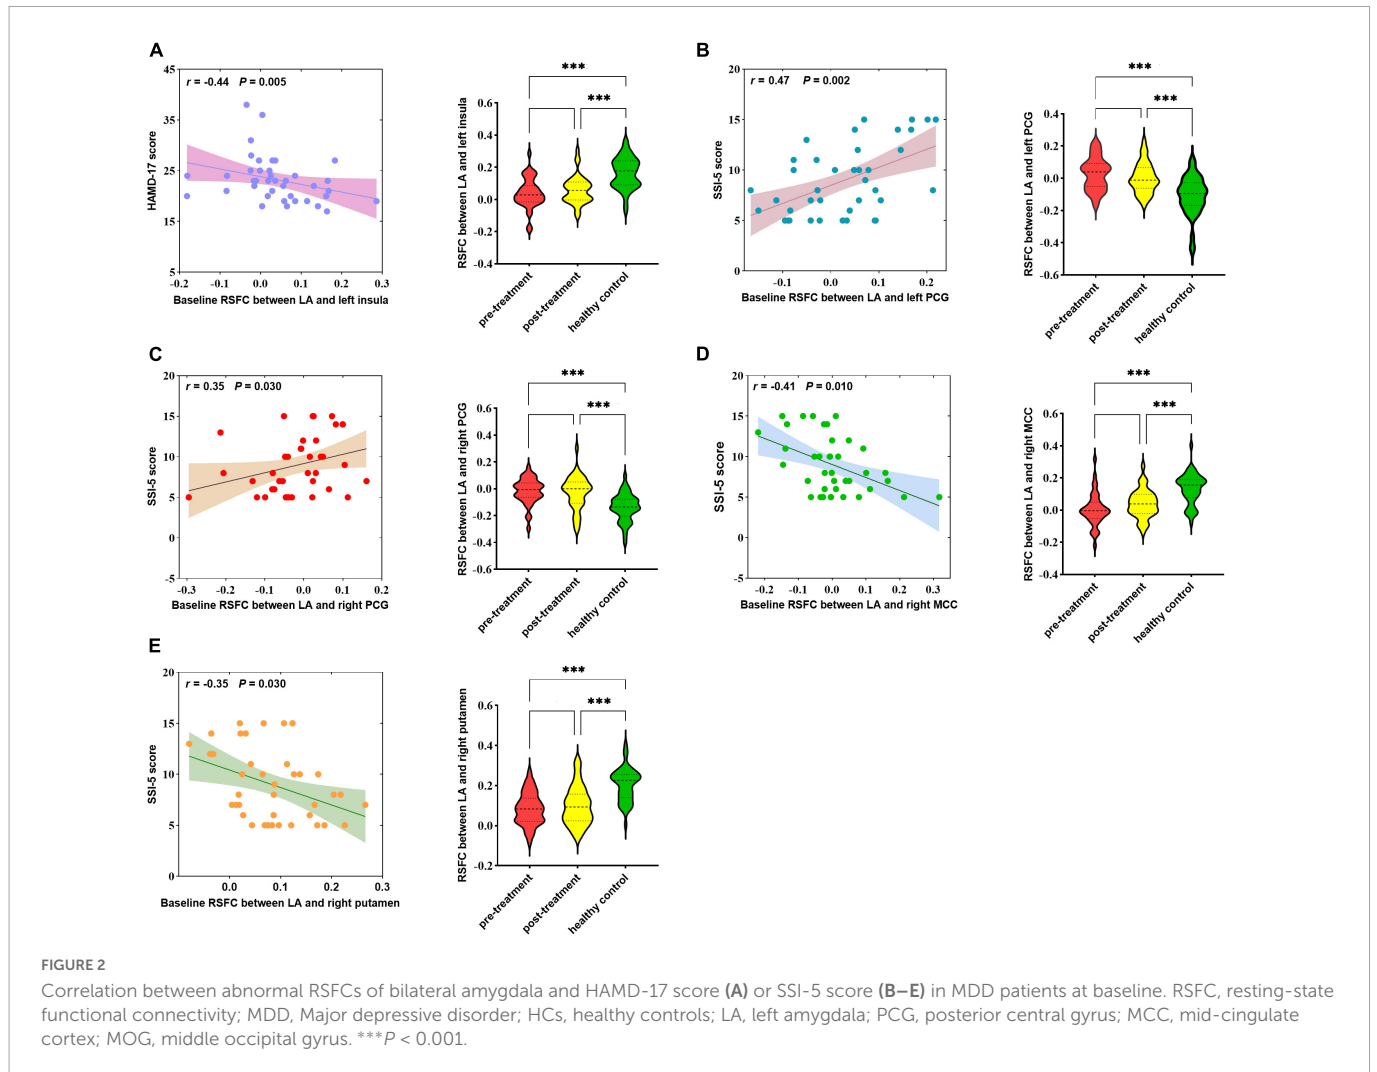 A
r = -0.44 P = 0.005
45
35
25
15
5
HAMD-17 score
-0.2 -0.1 0.0 0.1 0.2 0.3
Baseline RSFC between LA and left insula
***
***
0.6
0.4
0.2
0.0
-0.2
-0.4
RSFC between LA and left insula
pre-treatment
post-treatment
healthy control
B
r = 0.47 P = 0.002
20
15
10
5
0
SSI-5 score
-0.1 0.0 0.1 0.2
Baseline RSFC between LA and left PCG
***
***
0.4
0.2
0.0
-0.2
-0.4
-0.6
RSFC between LA and left PCG
pre-treatment
post-treatment
healthy control
C
r = 0.35 P = 0.030
20
15
10
5
0
-5
SSI-5 score
-0.3 -0.2 -0.1 0.0 0.1 0.2
Baseline RSFC between LA and right PCG
***
***
0.6
0.4
0.2
0.0
-0.2
-0.4
-0.6
RSFC between LA and right PCG
pre-treatment
post-treatment
healthy control
D
r = -0.41 P = 0.010
20
15
10
5
0
-5
SSI-5 score
-0.2 -0.1 0.0 0.1 0.2 0.3
Baseline RSFC between LA and right MCC
***
***
0.6
0.4
0.2
0.0
-0.2
-0.4
RSFC between LA and right MCC
pre-treatment
post-treatment
healthy control
E
r = -0.35 P = 0.030
20
15
10
5
0
SSI-5 score
0.0 0.1 0.2 0.3
Baseline RSFC between LA and right putamen
***
***
0.6
0.4
0.2
0.0
-0.2
RSFC between LA and right putamen
pre-treatment
post-treatment
healthy control
FIGURE 2
Correlation between abnormal RSFCs of bilateral amygdala and HAMD-17 score (A) or SSI-5 score (B–E) in MDD patients at baseline. RSFC, resting-state
functional connectivity; MDD, Major depressive disorder; HCs, healthy controls; LA, left amygdala; PCG, posterior central gyrus; MCC, mid-cingulate
cortex; MOG, middle occipital gyrus. ***P < 0.001.